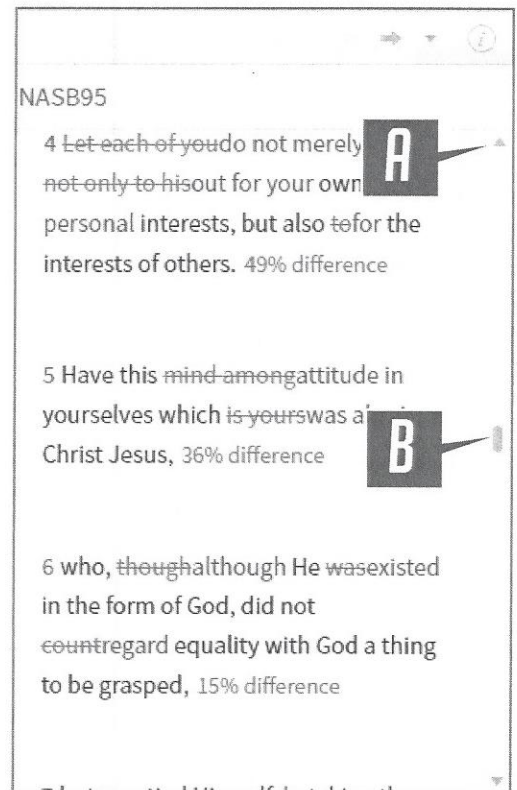 NASB95
4 Let each of youdo not merely
A
not only to hisout for your own
personal interests, but also tofor the
interests of others. 49% difference
5 Have this mind amongattitude in
yourselves which is yourswas
B
Christ Jesus, 36% difference
6 who, thoughalthough He wasexisted
in the form of God, did not
countregard equality with God a thing
to be grasped, 15% difference